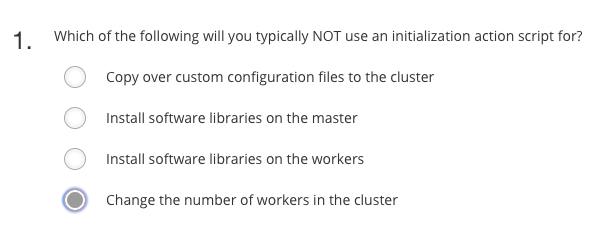 1. Which of the following will you typically NOT use an initialization action script for?
Copy over custom configuration files to the cluster
Install software libraries on the master
Install software libraries on the workers
Change the number of workers in the cluster